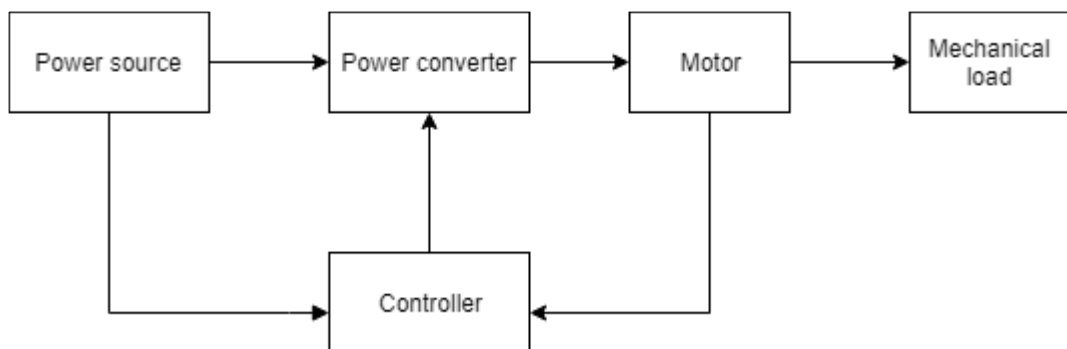 Power source
Power converter
Motor
Mechanical
load
Controller